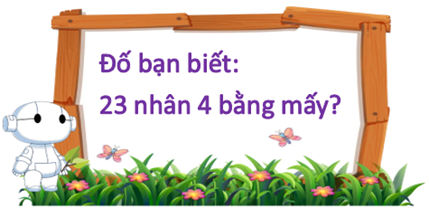 Đố bạn biết:
23 nhân 4 bằng mấy?